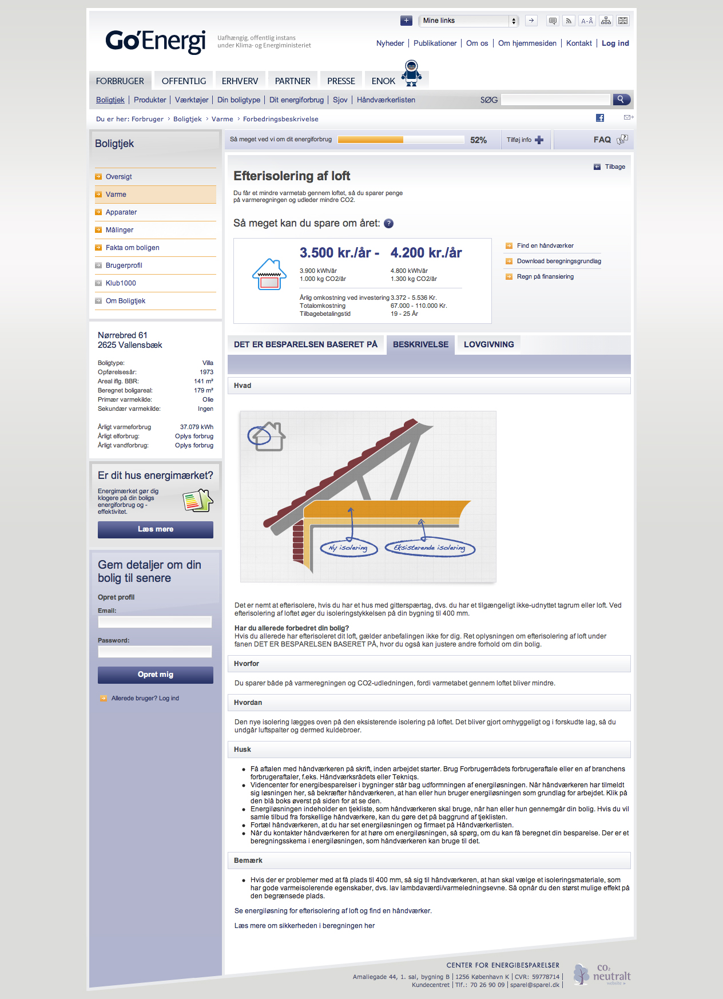 Mine links
A-Å
Go'Energi
Uafhængig, offentlig instans
under Klima- og Energiministeriet
Nyheder | Publikationer | Om os | Om hjemmesiden | Kontakt | Log ind
FORBRUGER OFFENTLIG ERHVERV PARTNER PRESSE ENOK
Boligtjek | Produkter | Værktøjer | Din boligtype | Dit energiforbrug | Sjov | Håndværkerlisten
SØG
Du er her: Forbruger > Boligtjek > Varme > Forbedringsbeskrivelse
Boligtjek
Oversigt
Varme
Apparater
Målinger
Fakta om boligen
Brugerprofil
Klub1000
Om Boligtjek
Nørrebred 61
2625 Vallensbæk
Boligtype: Villa
Opførelsesår: 1973
Areal iflg. BBR: 141 m²
Beregnet boligareal: 179 m²
Primær varmekilde: Olie
Sekundær varmekilde: Ingen
Årligt varmeforbrug 37.079 kWh
Årligt elforbrug: Oplys forbrug
Årligt vandforbrug: Oplys forbrug
Er dit hus energimærket?
Energimærket gør dig
klogere på din boligs
energiforbrug og -
effektivitet.
Læs mere
Gem detaljer om din
bolig til senere
Opret profil
Email:
Password:
Opret mig
Allerede bruger? Log ind
Så meget ved vi om dit energiforbrug 52% Tilføj info FAQ
Tilbage
Efterisolering af loft
Du får et mindre varmetab gennem loftet, så du sparer penge
på varmeregningen og udleder mindre CO2.
Så meget kan du spare om året: ?
3.500 kr./år - 4.200 kr./år
3.900 kWh/år 4.800 kWh/år
1.000 kg CO2/år 1.300 kg CO2/år
Årlig omkostning ved investering 3.372 - 5.536 Kr.
Totalomkostning 67.000 - 110.000 Kr.
Tilbagebetalingstid 19 - 25 År
Find en håndværker
Download beregningsgrundlag
Regn på finansiering
DET ER BESPARELSEN BASERET PÅ BESKRIVELSE LOVGIVNING
Hvad
Ny isolering Eksisterende isolering
Det er nemt at efterisolere, hvis du har et hus med gitterspærtag, dvs. du har et tilgængeligt ikke-udnyttet tagrum eller loft. Ved
efterisolering af loftet øger du isoleringstykkelsen på din bygning til 400 mm.
Har du allerede forbedret din bolig?
Hvis du allerede har efterisoleret dit loft, gælder anbefalingen ikke for dig. Ret oplysningen om efterisolering af loft under
fanen DET ER BESPARELSEN BASERET PÅ, hvor du også kan justere andre forhold om din bolig.
Hvorfor
Du sparer både på varmeregningen og CO2-udledningen, fordi varmetabet gennem loftet bliver mindre.
Hvordan
Den nye isolering lægges oven på den eksisterende isolering på loftet. Det bliver gjort omhyggeligt og i forskudte lag, så du
undgår luftspalter og dermed kuldebroer.
Husk
• Få aftalen med håndværkeren på skrift, inden arbejdet starter. Brug Forbrugerrådets forbrugeraftale eller en af branchens
forbrugeraftaler, f.eks. Håndværksrådets eller Tekniqs.
• Videncenter for energibesparelser i bygninger står bag udformningen af energiløsningen. Når håndværkeren har tilmeldt
sig løsningen her, så bekræfter håndværkeren, at han eller hun bruger energiløsningen som grundlag for arbejdet. Klik på
den blå boks øverst på siden for at se den.
• Energiløsningen indeholder en tjekliste, som håndværkeren skal bruge, når han eller hun gennemgår din bolig. Hvis du vil
samle tilbud fra forskellige håndværkere, kan du gøre det på baggrund af tjeklisten.
• Fortæl håndværkeren, at du har set energiløsningen og firmaet på Håndværkerlisten.
• Når du kontakter håndværkeren for at høre om energiløsningen, så spørg, om du kan få beregnet din besparelse. Der er et
beregningsskema i energiløsningen, som håndværkeren kan bruge til det.
Bemærk
• Hvis der er problemer med at få plads til 400 mm, så sig til håndværkeren, at han skal vælge et isoleringsmateriale, som
har gode varmeisolerende egenskaber, dvs. lav lambdaværdi/varmeledningsevne. Så opnår du den størst mulige effekt på
den begrænsede plads.
Se energiløsning for efterisolering af loft og find en håndværker.
Læs mere om sikkerheden i beregningen her
CENTER FOR ENERGIBESPARELSER
Amaliegade 44, 1. sal, bygning B | 1256 København K | CVR: 59778714 |
Kundecentret | Tlf.: 70 26 90 09 | sparel@sparel.dk |
CO2
neutralt
website